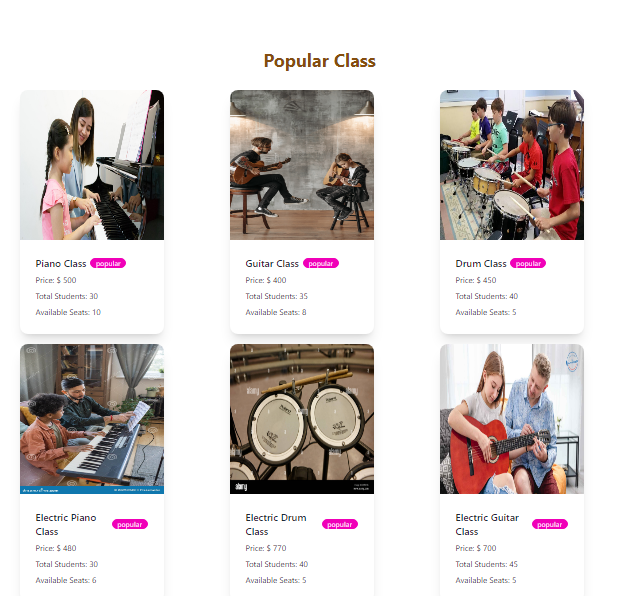 Popular Class
Piano Class popular
Price: $ 500
Total Students: 30
Available Seats: 10
Guitar Class popular
Price: $ 400
Total Students: 35
Available Seats: 8
Drum Class popular
Price: $ 450
Total Students: 40
Available Seats: 5
Electric Piano
Class
popular
Price: $ 480
Total Students: 30
Available Seats: 6
alamy
alamy
Electric Drum
Class
popular
Price: $ 770
Total Students: 40
Available Seats: 5
Electric Guitar
Class
popular
Price: $ 700
Total Students: 45
Available Seats: 5